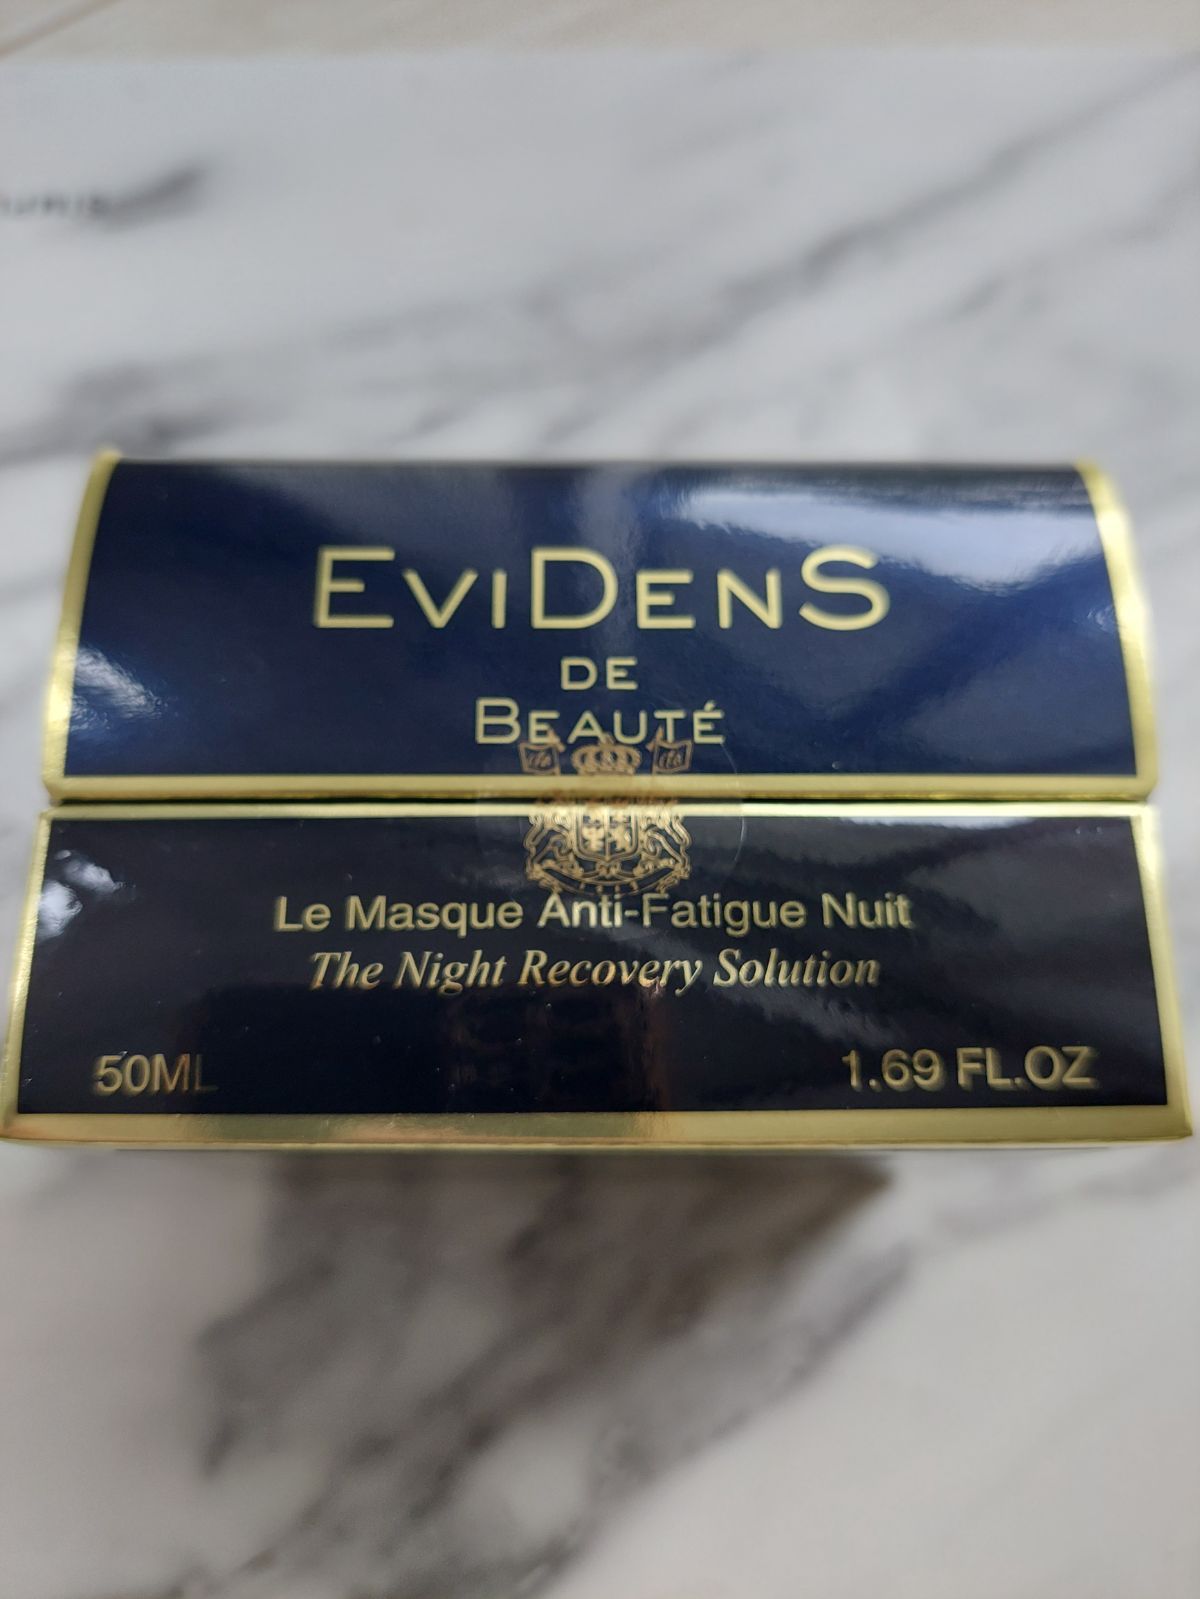 EVIDENS
DE
BEAUTÉ
Le Masque Anti-Fatigue Nuit
The Night Recovery Solution
50ML
1.69 FL.OZ